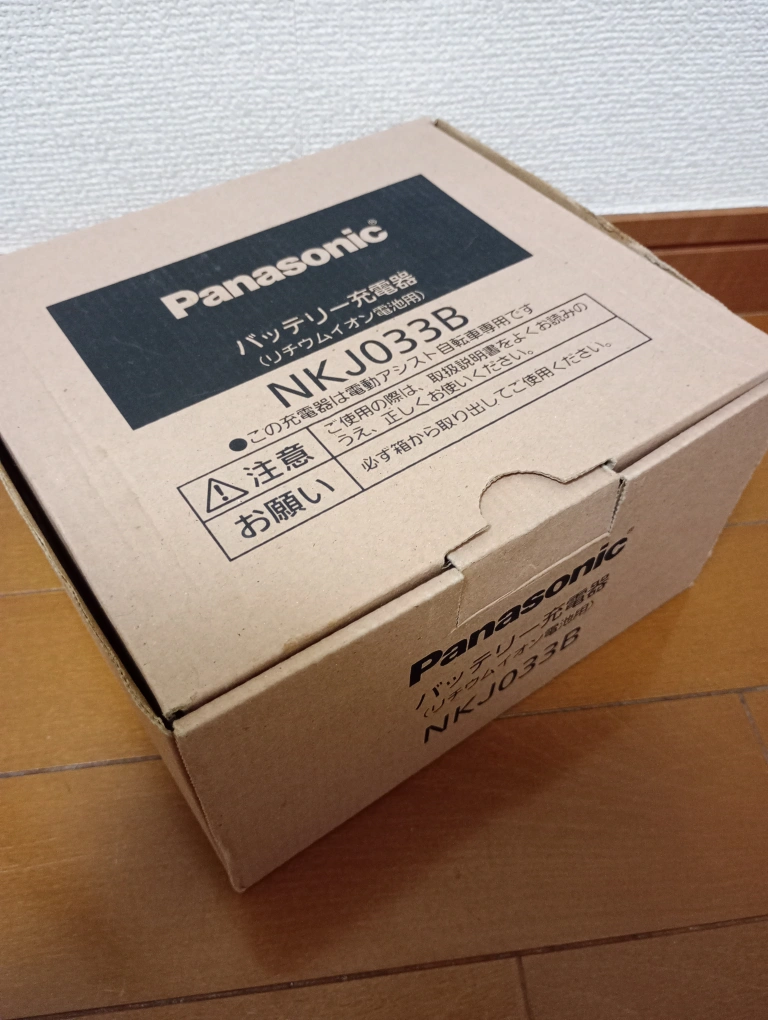 Panasonic®
バッテリー充電器
(リチウムイオン電池用)
NKJ033B
●この充電器は電動アシスト自転車専用です
注意
ご使用の際は、取扱説明書をよくお読みの
うえ、正しくお使いください。
お願い
必ず箱から取り出してご使用ください。
Panasonic®
バッテリー充電器
(リチウムイオン電池用)
NKJ033B